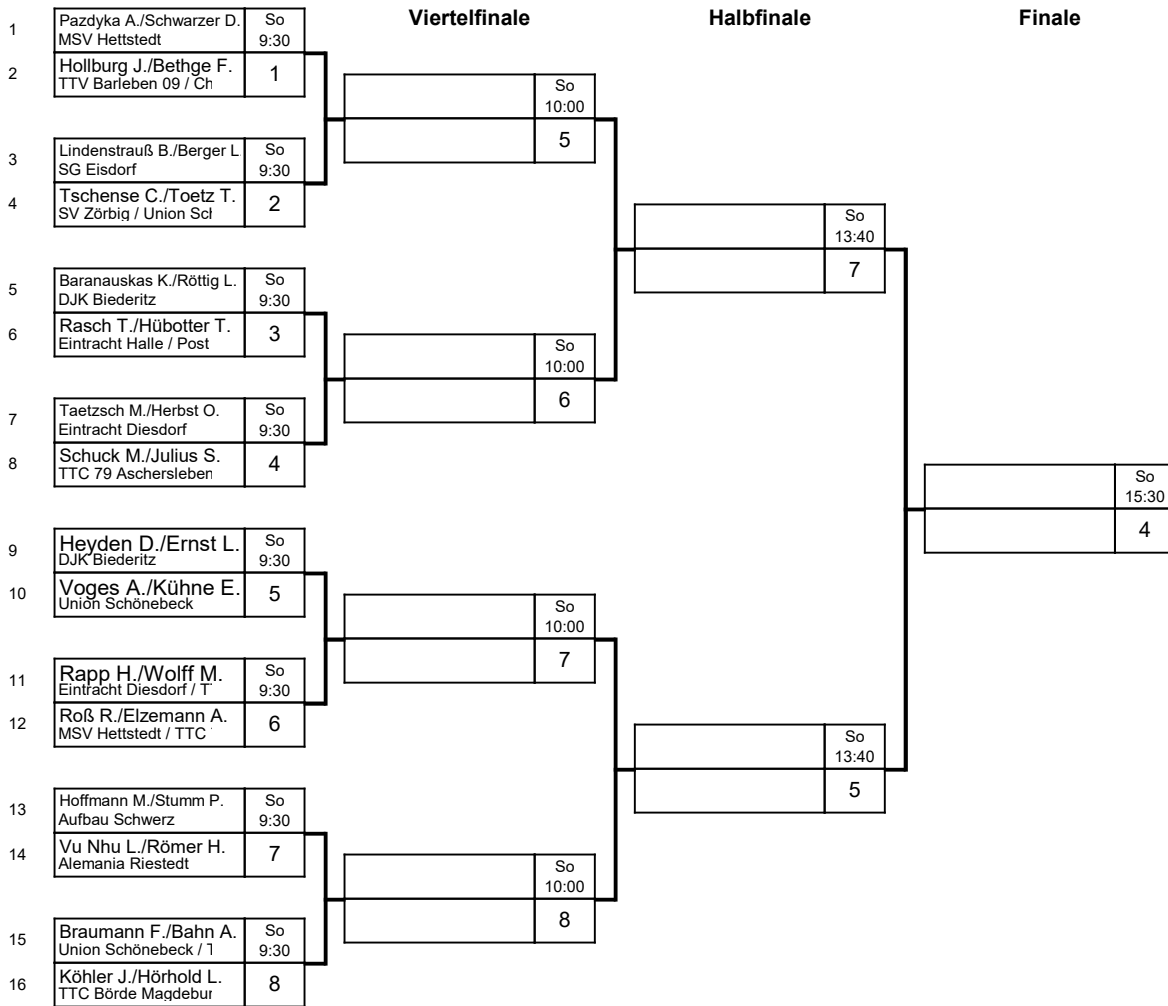 Viertelfinale
Halbfinale
Finale
1
Pazdyka A./Schwarzer D.
MSV Hettstedt
So
9:30
2
Hollburg J./Bethge F.
TTV Barleben 09 / Ch
1
3
Lindenstrauß B./Berger L
SG Eisdorf
So
9:30
4
Tschense C./Toetz T.
SV Zörbig / Union Sch
2
So
10:00
5
5
Baranauskas K./Röttig L.
DJK Biederitz
So
9:30
6
Rasch T./Hübotter T.
Eintracht Halle / Post
3
7
Taetzsch M./Herbst O.
Eintracht Diesdorf
So
9:30
8
Schuck M./Julius S.
TTC 79 Aschersleben
4
So
10:00
6
So
13:40
7
9
Heyden D./Ernst L.
DJK Biederitz
So
9:30
10
Voges A./Kühne E.
Union Schönebeck
5
11
Rapp H./Wolff M.
Eintracht Diesdorf / T
So
9:30
12
Roß R./Elzemann A.
MSV Hettstedt / TTC
6
So
10:00
7
13
Hoffmann M./Stumm P.
Aufbau Schwerz
So
9:30
14
Vu Nhu L./Römer H.
Alemania Riestedt
7
15
Braumann F./Bahn A.
Union Schönebeck / T
So
9:30
16
Köhler J./Hörhold L.
TTC Börde Magdebur
8
So
10:00
8
So
13:40
5
So
15:30
4